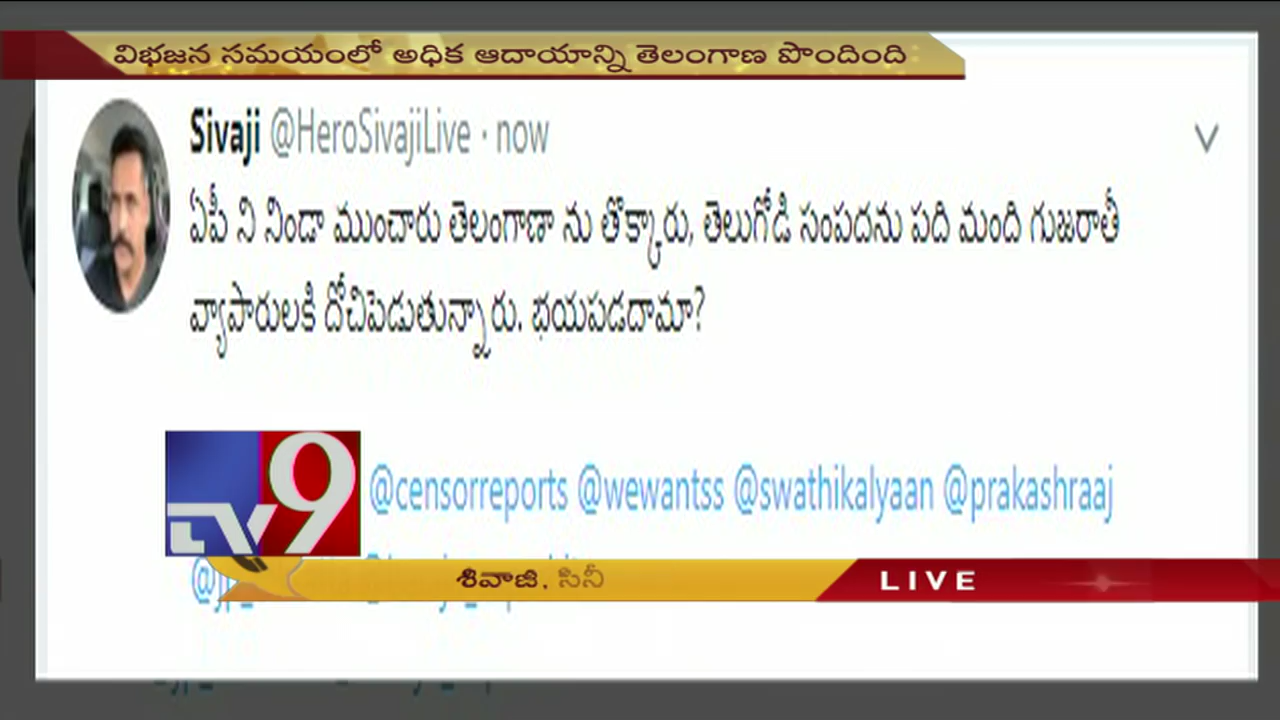 విభజన సమయంలో అధిక ఆదాయాన్ని తెలంగాణ పొందింది
Sivaji @HeroSivajiLive · now
ఏపీ ని నిండా ముంచారు తెలంగాణా ను తొక్కారు, తెలుగోడి సంపదను పది మంది గుజరాతీ
వ్యాపారులకి దోచిపెడుతున్నారు. భయపడదామా?
TV9
@censorreports @wewantss @swathikalyaan @prakashraaj
శివాజి. సినీ
LIVE